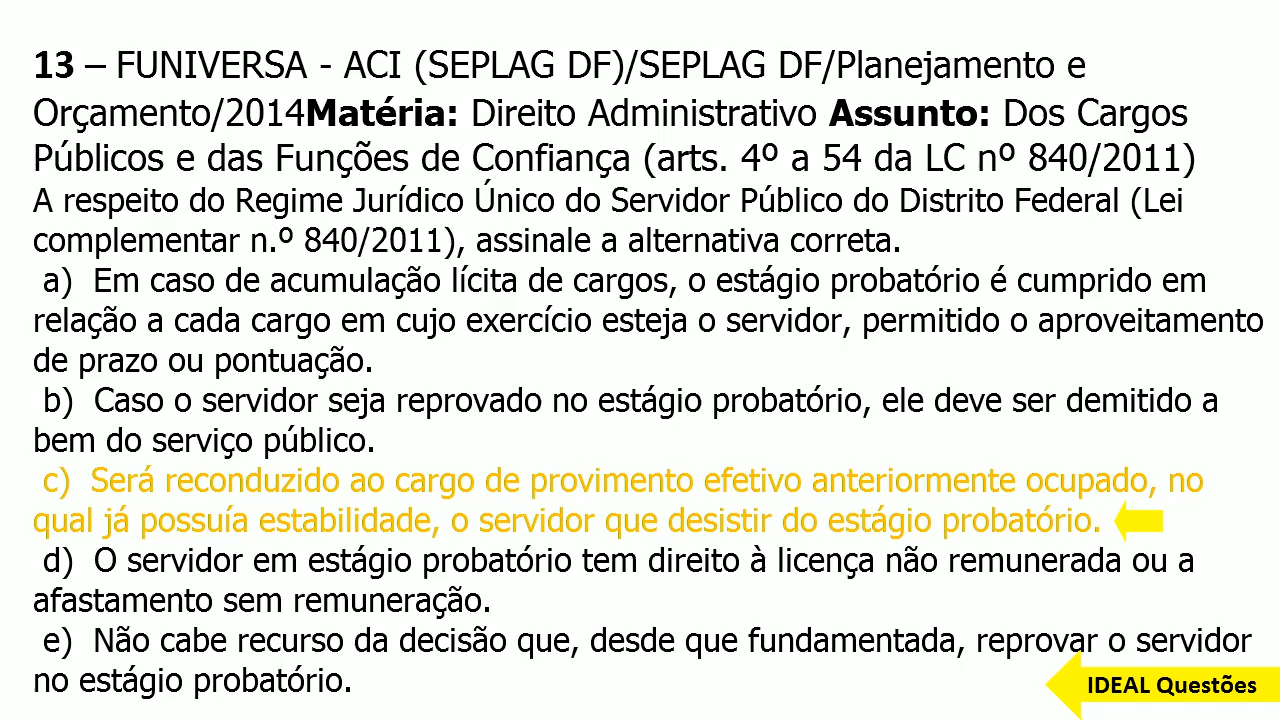 13 – FUNIVERSA - ACI (SEPLAG DF)/SEPLAG DF/Planejamento e
Orçamento/2014Matéria: Direito Administrativo Assunto: Dos Cargos
Públicos e das Funções de Confiança (arts. 4º a 54 da LC nº 840/2011)
A respeito do Regime Jurídico Único do Servidor Público do Distrito Federal (Lei
complementar n.º 840/2011), assinale a alternativa correta.
a) Em caso de acumulação lícita de cargos, o estágio probatório é cumprido em
relação a cada cargo em cujo exercício esteja o servidor, permitido o aproveitamento
de prazo ou pontuação.
b) Caso o servidor seja reprovado no estágio probatório, ele deve ser demitido a
bem do serviço público.
c) Será reconduzido ao cargo de provimento efetivo anteriormente ocupado, no
qual já possuía estabilidade, o servidor que desistir do estágio probatório.
d) O servidor em estágio probatório tem direito à licença não remunerada ou a
afastamento sem remuneração.
e) Não cabe recurso da decisão que, desde que fundamentada, reprovar o servidor
no estágio probatório.
IDEAL Questões